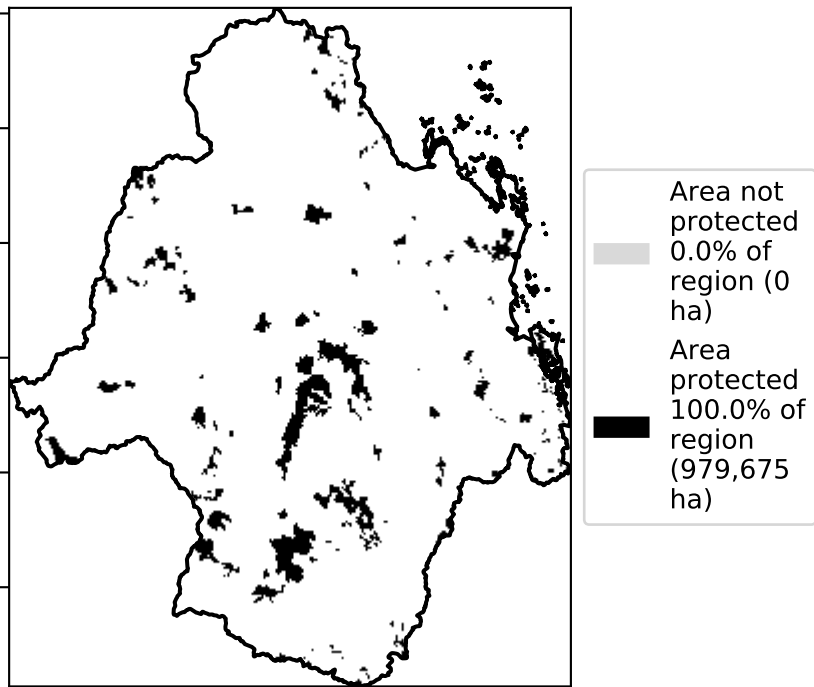 Area not
protected
0.0% of
region (0
ha)
Area
protected
100.0% of
region
(979,675
ha)